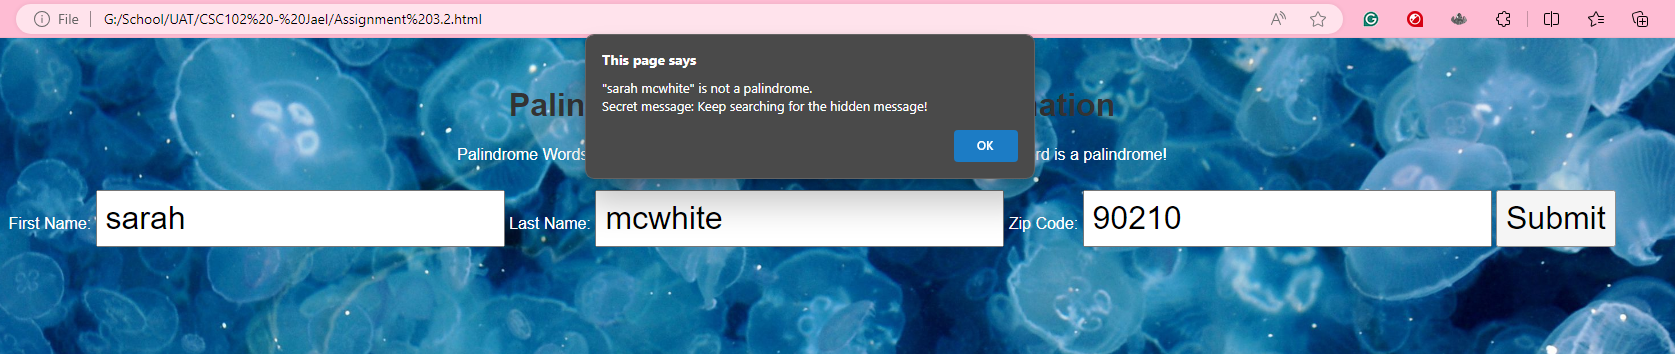 File G:/School/UAT/CSC102%20-%20Jael/Assignment%203.2.html
This page says
"sarah mcwhite" is not a palindrome.
Secret message: Keep searching for the hidden message!
OK
Palin ation
Palindrome Words rd is a palindrome!
First Name: sarah Last Name: mcwhite Zip Code: 90210 Submit